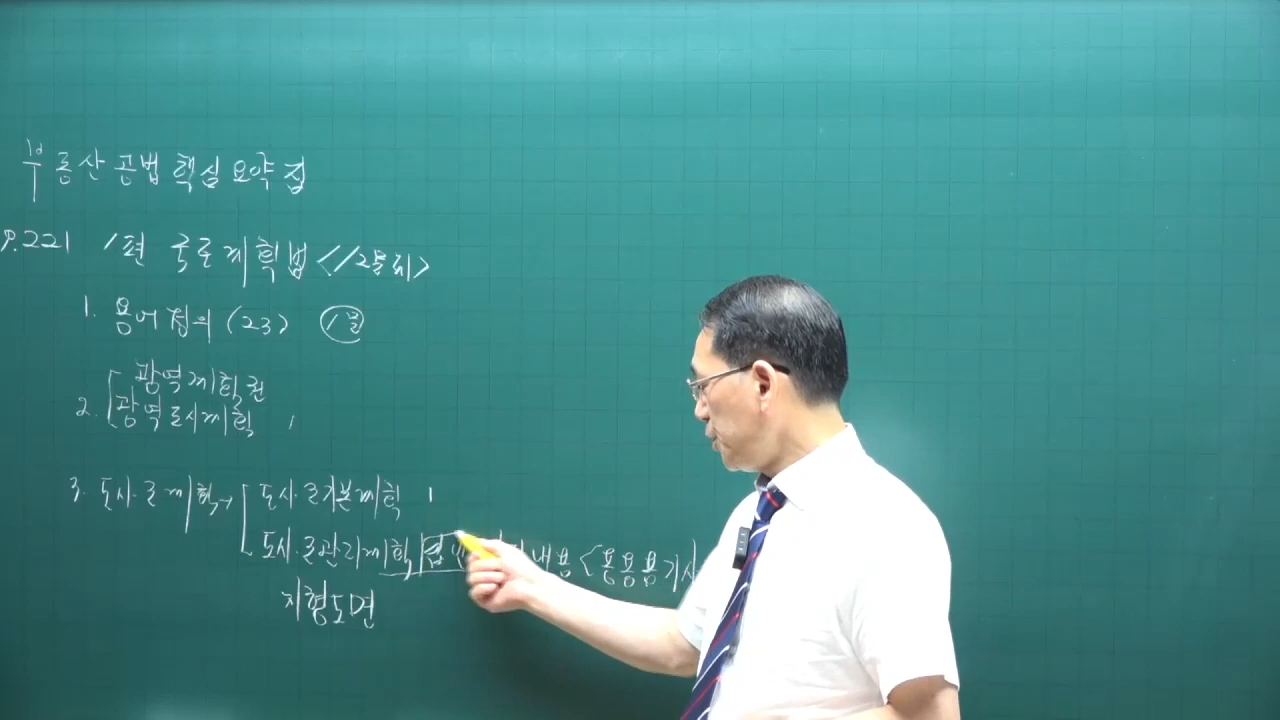 부동산 공법 핵심 요약집
P.221 1편 국토계획법 <12문제>
1. 용어정의 (23) 1문
광역계획권
2. 광역도시계획 1
3. 도시·군계획→ 도시·군기본계획 1
도시·군관리계획 입 내용 <용용용기사
지형도면